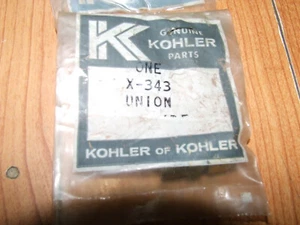 K
GENUINE
KOHLER
PARTS
ONE
X-343
UNION
KOHLER OF KOHLER